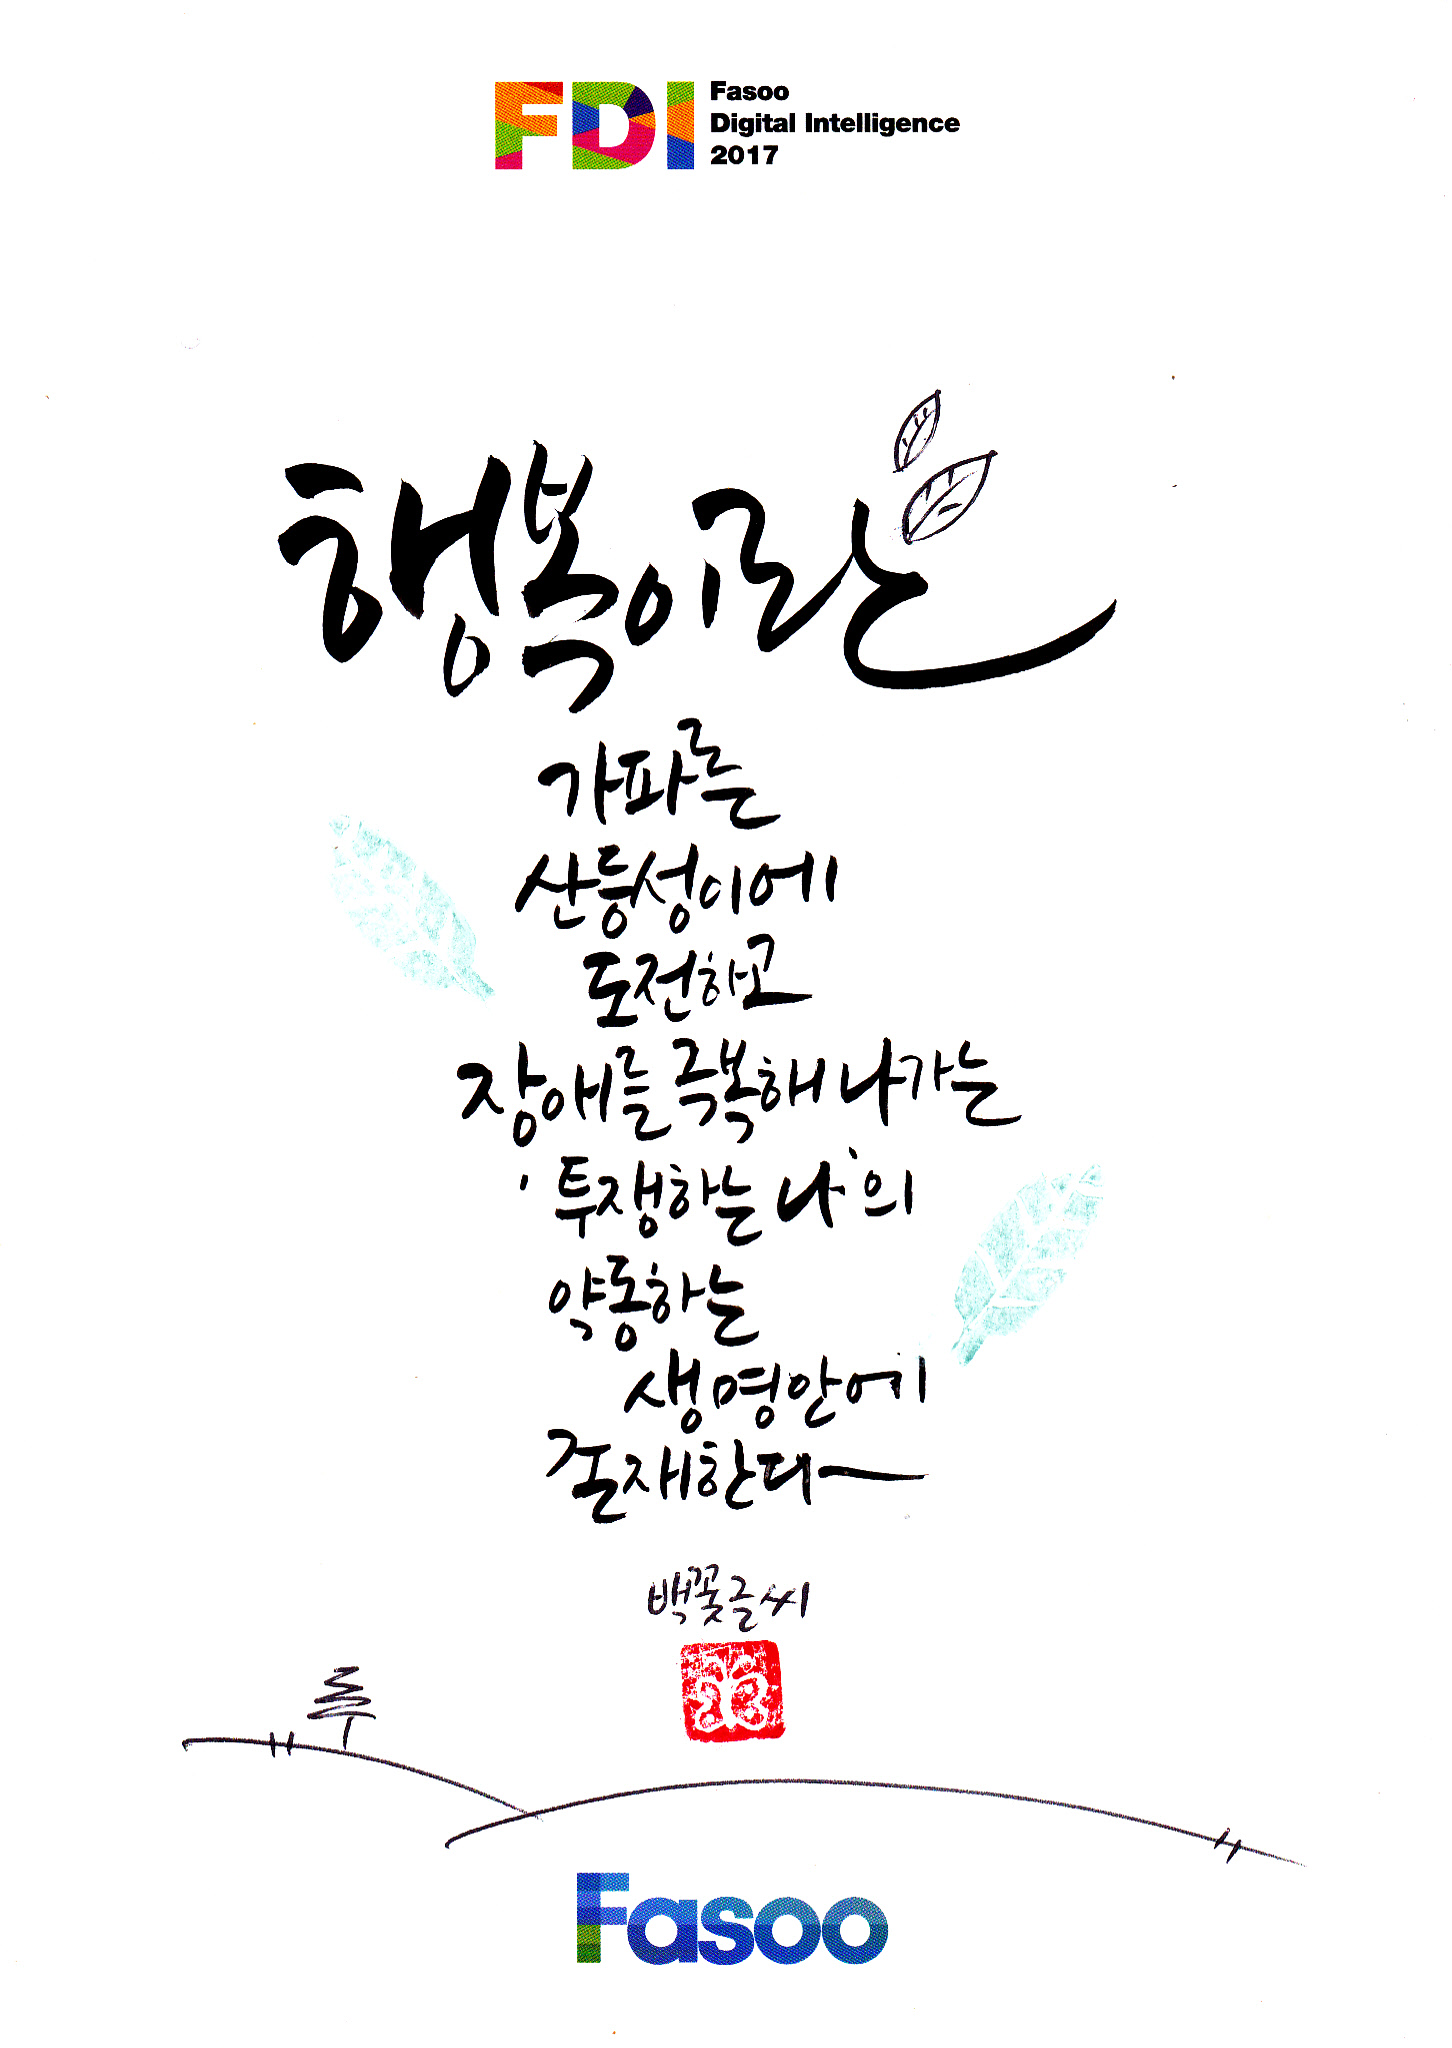 FDI
Fasoo
Digital Intelligence
2017
행복이란
가파른
산등성이에
도전하고
장애를 극복해 나가는
'투쟁하는 나'의
약동하는
생명안에
존재한다~
백꽃글씨
Fasoo